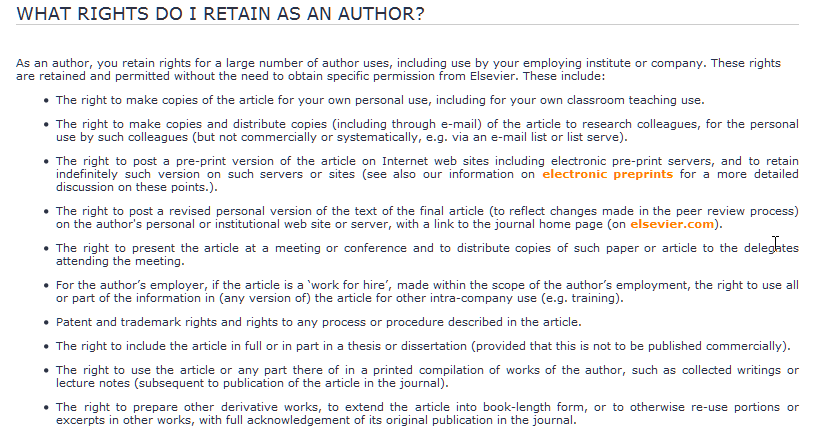 WHAT RIGHTS DO I RETAIN AS AN AUTHOR?
As an author, you retain rights for a large number of author uses, including use by your employing institute or company. These rights
are retained and permitted without the need to obtain specific permission from Elsevier. These include:
• The right to make copies of the article for your own personal use, including for your own classroom teaching use.
• The right to make copies and distribute copies (including through e-mail) of the article to research colleagues, for the personal
use by such colleagues (but not commercially or systematically, e.g. via an e-mail list or list serve).
• The right to post a pre-print version of the article on Internet web sites including electronic pre-print servers, and to retain
indefinitely such version on such servers or sites (see also our information on electronic preprints for a more detailed
discussion on these points.).
• The right to post a revised personal version of the text of the final article (to reflect changes made in the peer review process)
on the author's personal or institutional web site or server, with a link to the journal home page (on elsevier.com).
• The right to present the article at a meeting or conference and to distribute copies of such paper or article to the delegates
attending the meeting.
• For the author’s employer, if the article is a ‘work for hire’, made within the scope of the author’s employment, the right to use all
or part of the information in (any version of) the article for other intra-company use (e.g. training).
• Patent and trademark rights and rights to any process or procedure described in the article.
• The right to include the article in full or in part in a thesis or dissertation (provided that this is not to be published commercially).
• The right to use the article or any part there of in a printed compilation of works of the author, such as collected writings or
lecture notes (subsequent to publication of the article in the journal).
• The right to prepare other derivative works, to extend the article into book-length form, or to otherwise re-use portions or
excerpts in other works, with full acknowledgement of its original publication in the journal.